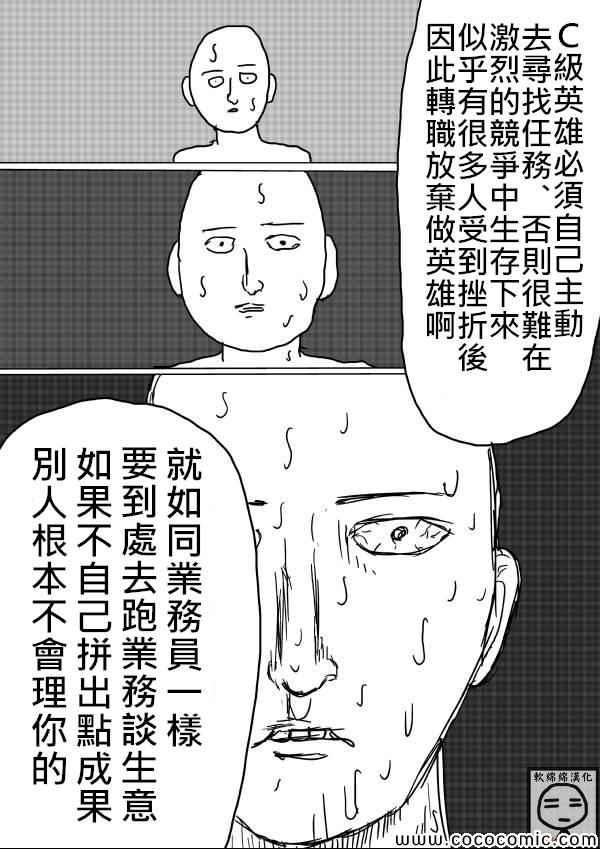 C級英雄必須自己主動
去尋找任務、否則很難在
激烈的競爭中生存下來
似乎有很多人受到挫折後
因此轉職放棄做英雄啊
就如同業務員一樣
要到處去跑業務談生意
如果不自己拼出點成果
別人根本不會理你的
軟綿綿漢化
www.cococomic.com